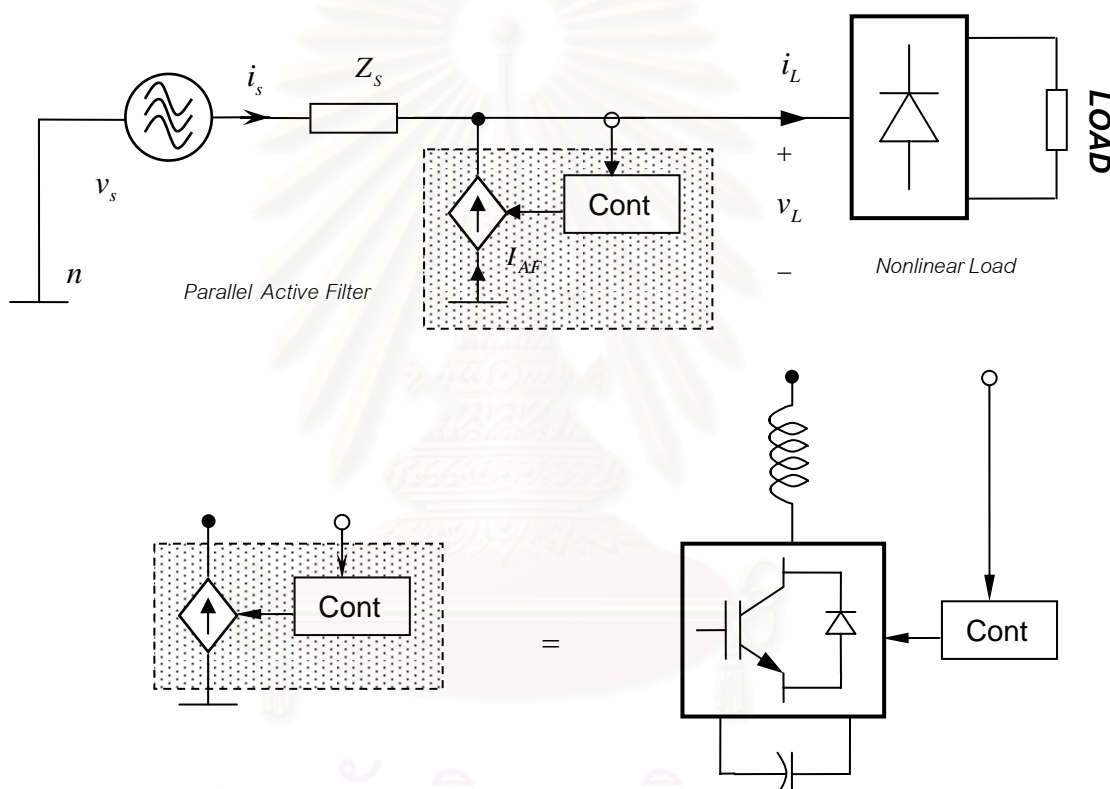 i_s
Z_s
i_L
+
v_L
−
v_s
n
Cont
I_AF
LOAD
Parallel Active Filter
Nonlinear Load
Cont
=
Cont